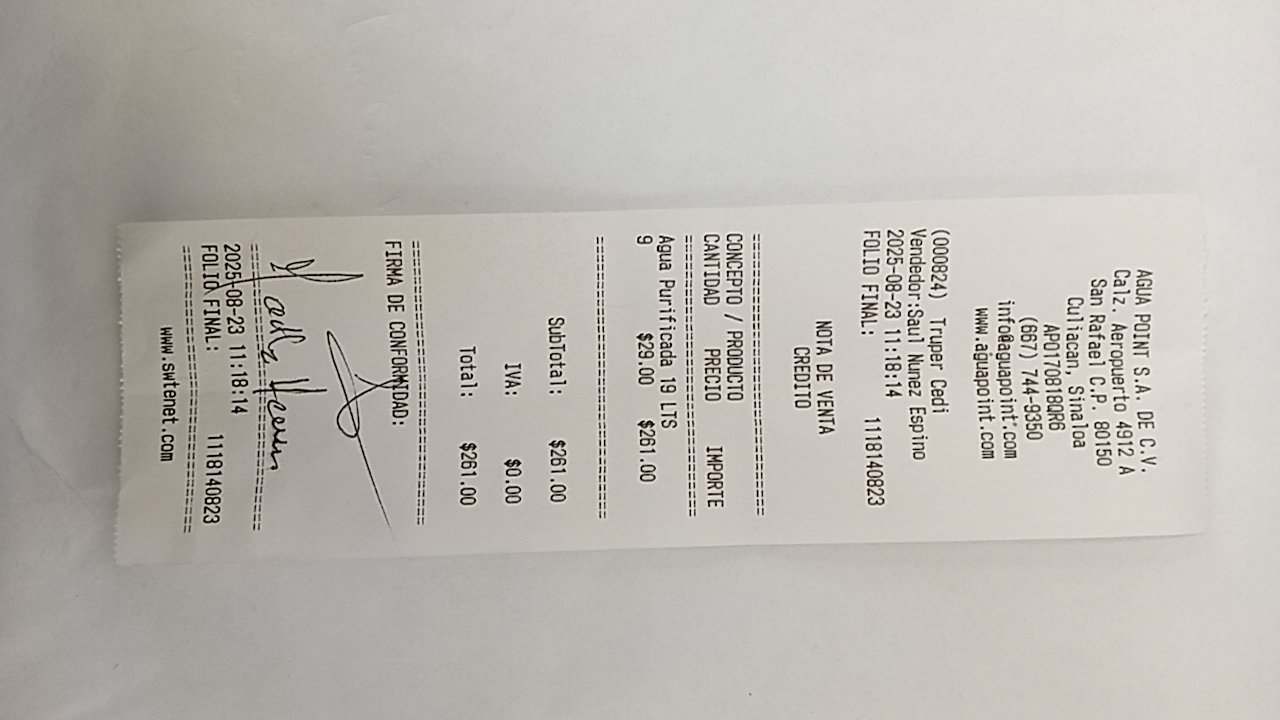 AGUA POINT S.A. DE C.V.
Calz. Aeropuerto 4912 A
San Rafael C.P. 80150
Culiacan, Sinaloa
APO170818QR6
(667) 744-9350
info@aguapoint.com
www.aguapoint.com
(000824) Truper Cedi
Vendedor:Saul Nunez Espino
2025-08-23 11:18:14
FOLIO FINAL: 1118140823
NOTA DE VENTA
CREDITO
==============================
CONCEPTO / PRODUCTO
CANTIDAD PRECIO IMPORTE
==============================
Agua Purificada 19 LTS
9 $29.00 $261.00
==============================
SubTotal: $261.00
IVA: $0.00
Total: $261.00
==============================
FIRMA DE CONFORMIDAD:
==============================
2025-08-23 11:18:14
FOLIO FINAL: 1118140823
==============================
www.swtenet.com